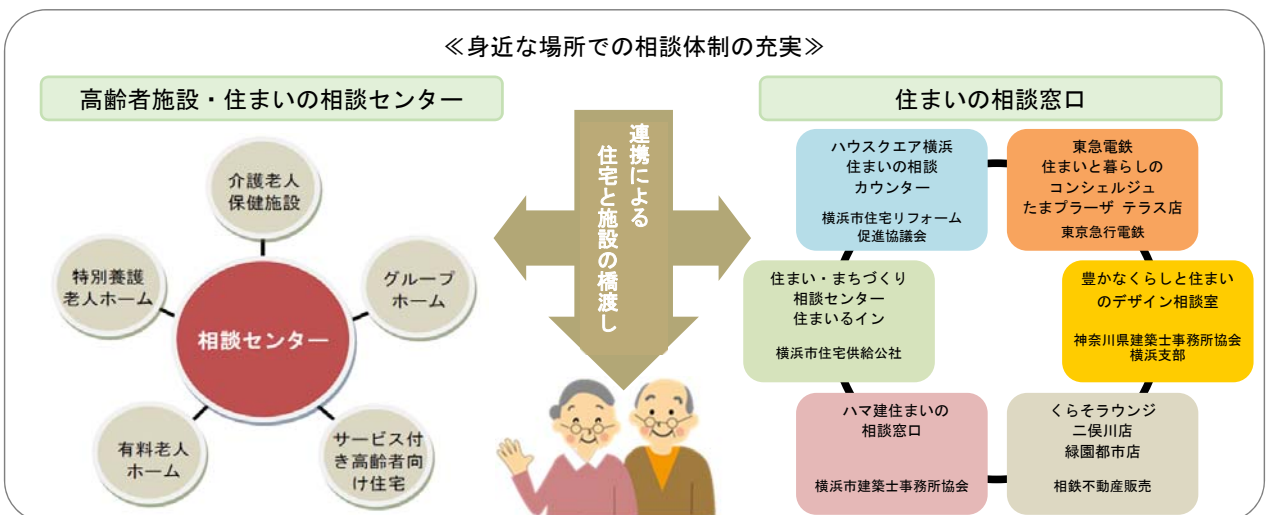 ≪身近な場所での相談体制の充実≫
高齢者施設・住まいの相談センター
介護老人
保健施設
特別養護
老人ホーム
グループ
ホーム
相談センター
有料老人
ホーム
サービス付
き高齢者向
け住宅
連携による
住宅と施設の橋渡し
住まいの相談窓口
ハウスクエア横浜
住まいの相談
カウンター
横浜市住宅リフォーム
促進協議会
東急電鉄
住まいと暮らしの
コンシェルジュ
たまプラーザ テラス店
東京急行電鉄
住まい・まちづくり
相談センター
住まいるイン
横浜市住宅供給公社
豊かなくらしと住まい
のデザイン相談室
神奈川県建築士事務所協会
横浜支部
ハマ建住まいの
相談窓口
横浜市建築士事務所協会
くらそラウンジ
二俣川店
緑園都市店
相鉄不動産販売